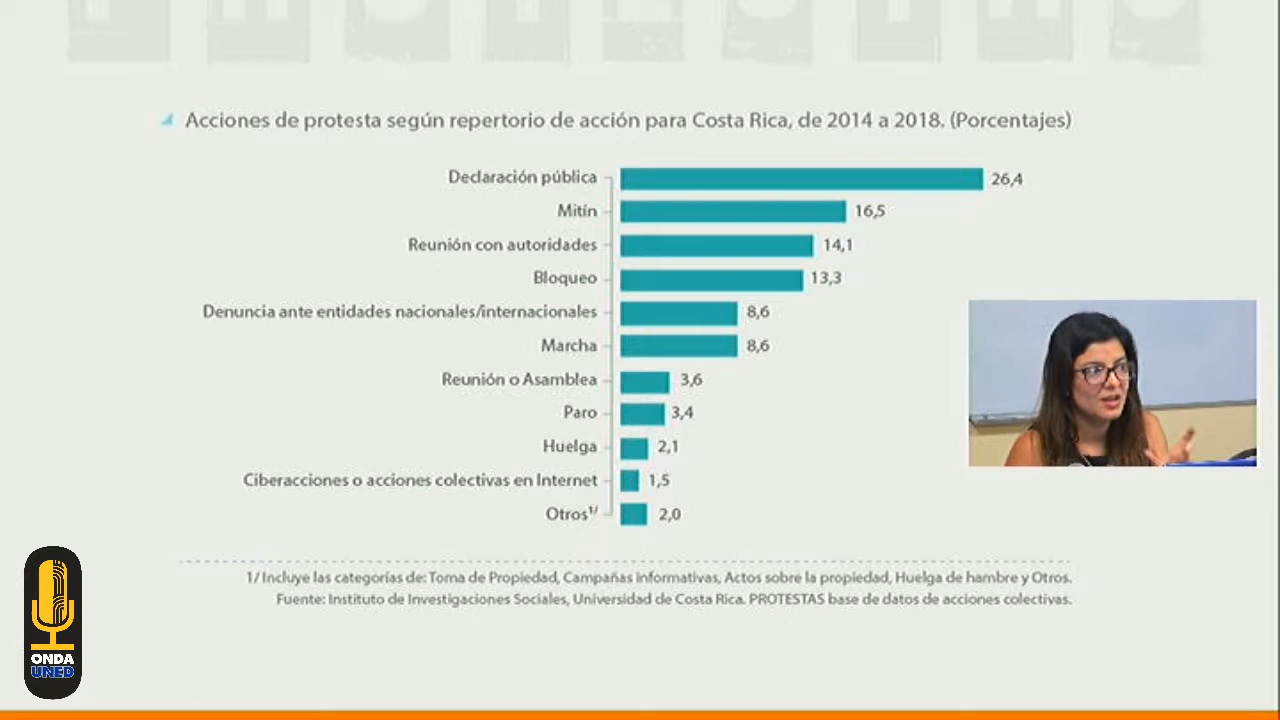 Acciones de protesta según repertorio de acción para Costa Rica, de 2014 a 2018. (Porcentajes)
Declaración pública 26,4
Mitín 16,5
Reunión con autoridades 14,1
Bloqueo 13,3
Denuncia ante entidades nacionales/internacionales 8,6
Marcha 8,6
Reunión o Asamblea 3,6
Paro 3,4
Huelga 2,1
Ciberacciones o acciones colectivas en Internet 1,5
Otros¹/ 2,0
1/ Incluye las categorías de: Toma de Propiedad, Campañas informativas, Actos sobre la propiedad, Huelga de hambre y Otros.
Fuente: Instituto de Investigaciones Sociales, Universidad de Costa Rica. PROTESTAS base de datos de acciones colectivas.
ONDA
UNED